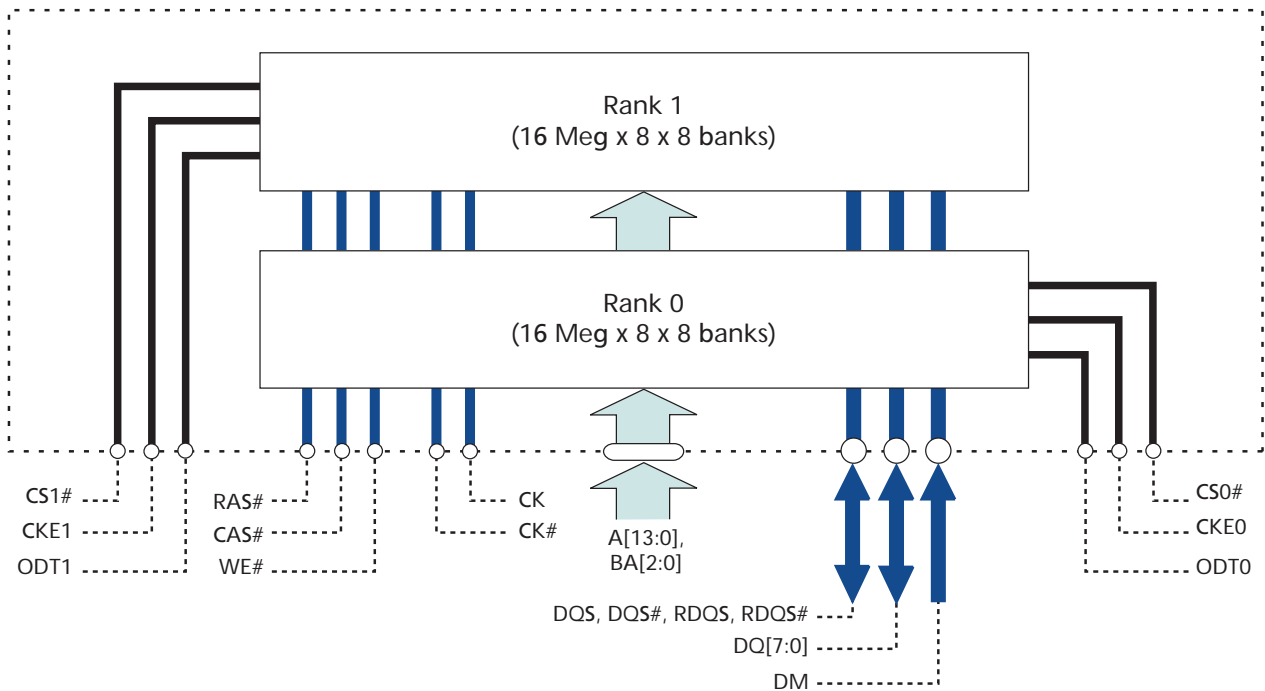 Rank 1
(16 Meg x 8 x 8 banks)
Rank 0
(16 Meg x 8 x 8 banks)
CS1#
CKE1
ODT1
RAS#
CAS#
WE#
CK
CK#
A[13:0],
BA[2:0]
CS0#
CKE0
ODT0
DQS, DQS#, RDQS, RDQS#
DQ[7:0]
DM